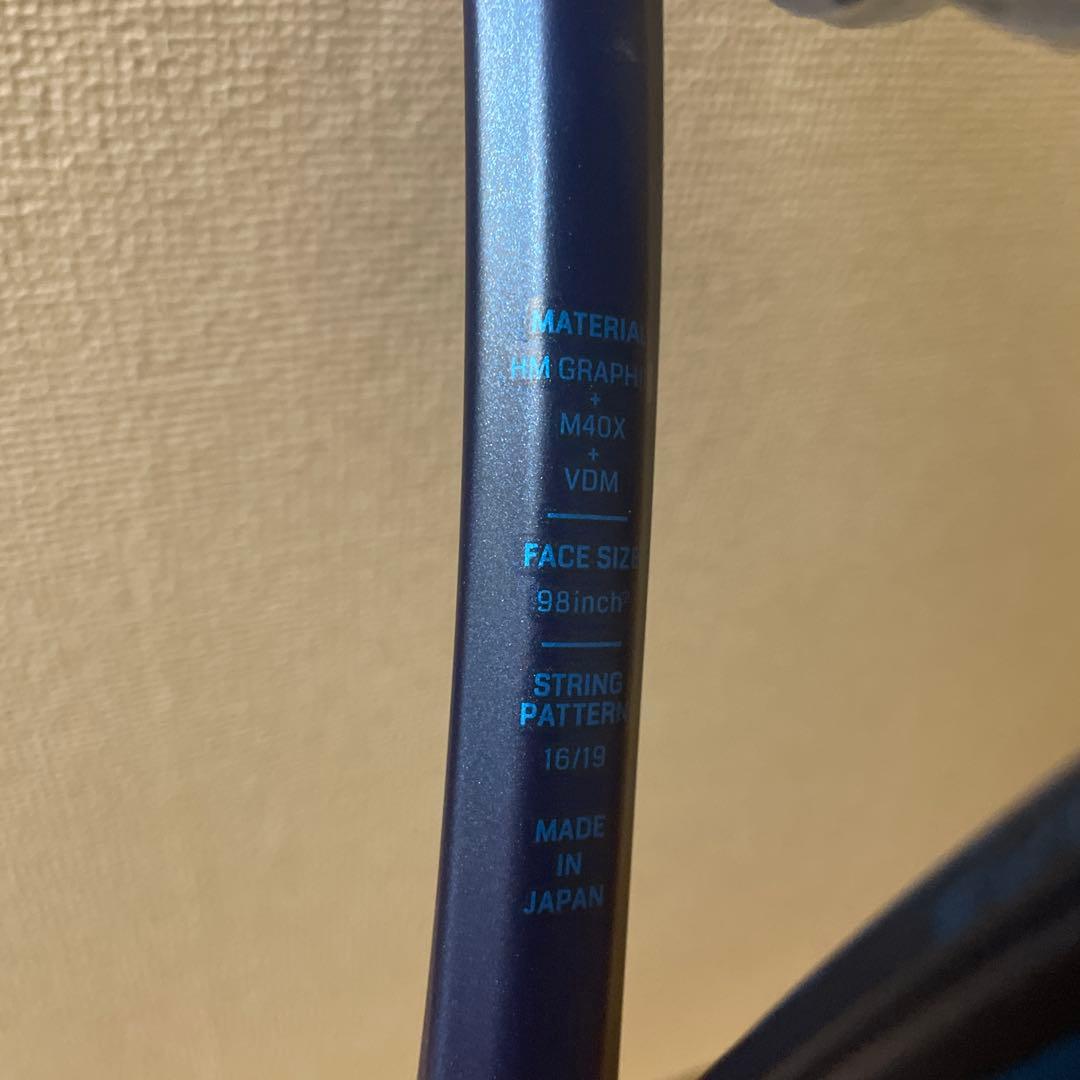 MATERIAL
HM GRAPHI
+
M40X
+
VDM
FACE SIZE
98inch²
STRING
PATTERN
16/19
MADE
IN
JAPAN